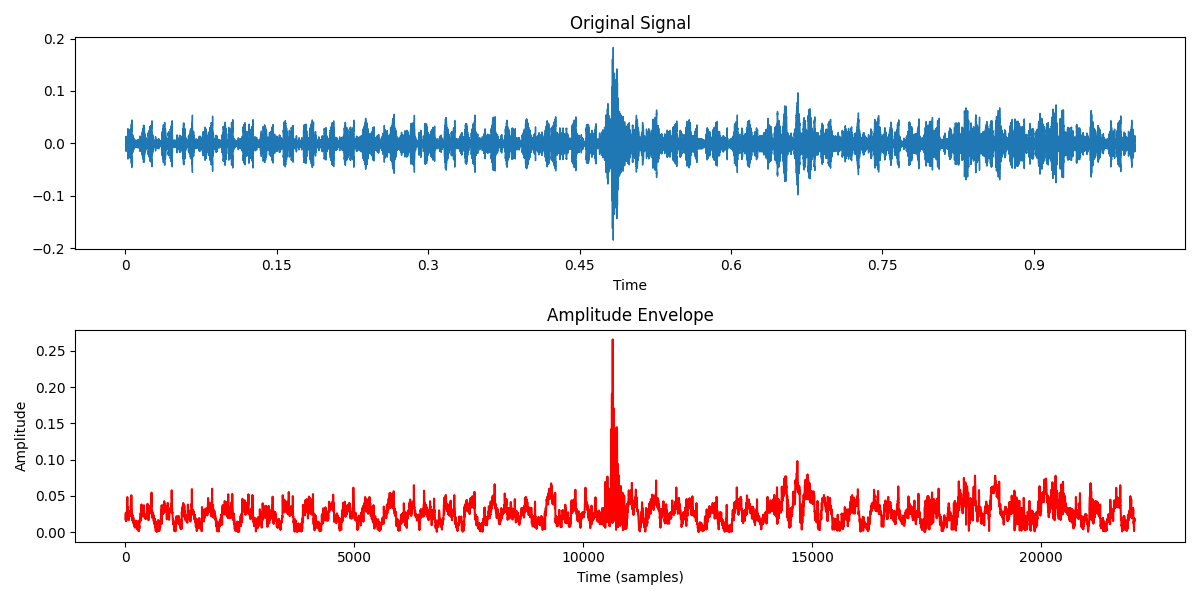 Original Signal
0.2
0.1
0.0
−0.1
−0.2
0 0.15 0.3 0.45 0.6 0.75 0.9
Time
Amplitude Envelope
Amplitude
0.25
0.20
0.15
0.10
0.05
0.00
0 5000 10000 15000 20000
Time (samples)